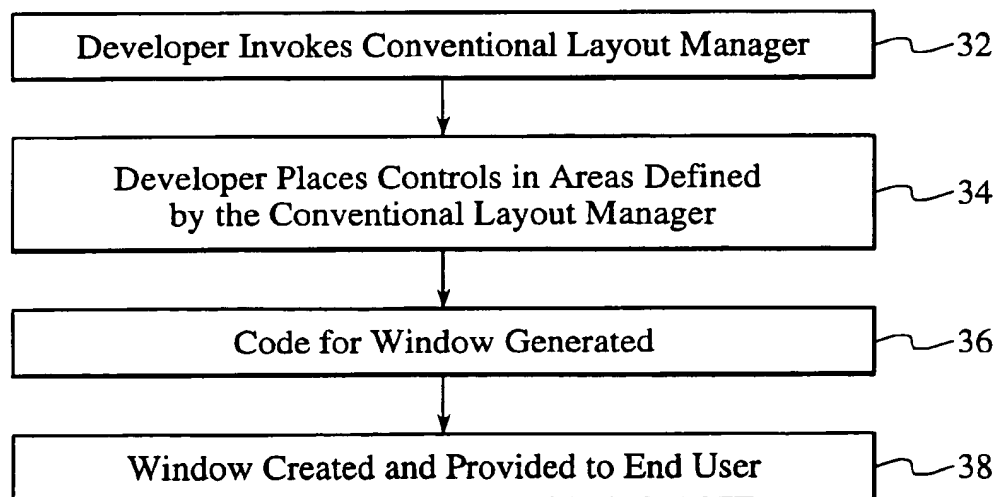 Developer Invokes Conventional Layout Manager
32
Developer Places Controls in Areas Defined
by the Conventional Layout Manager
34
Code for Window Generated
36
Window Created and Provided to End User
38